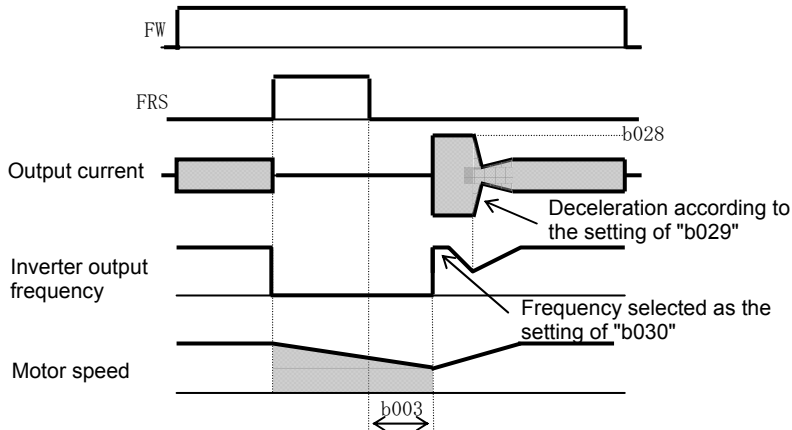 FW
FRS
b028
Output current
Deceleration according to
the setting of "b029"
Inverter output
frequency
Frequency selected as the
setting of "b030"
Motor speed
b003